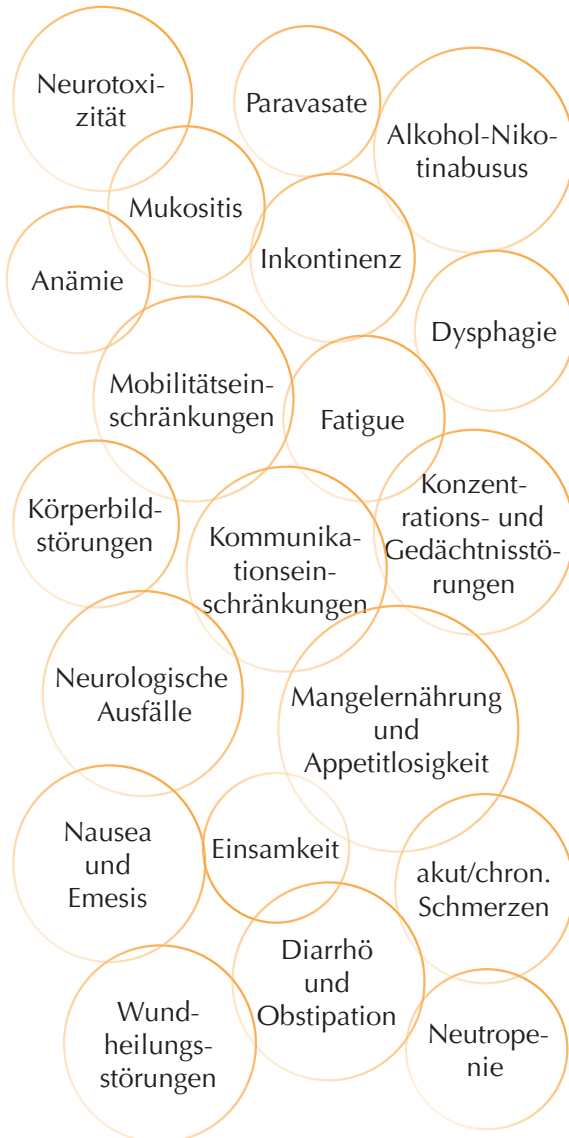 Neurotoxi-
zität
Paravasate
Alkohol-Niko-
tinabusus
Mukositis
Inkontinenz
Anämie
Dysphagie
Mobilitätsein-
schränkungen
Fatigue
Körperbild-
störungen
Kommunika-
tionsein-
schränkungen
Konzent-
rations- und
Gedächtnisstö-
rungen
Neurologische
Ausfälle
Mangelernährung
und
Appetitlosigkeit
Nausea
und
Emesis
Einsamkeit
akut/chron.
Schmerzen
Diarrhö
und
Obstipation
Wund-
heilungs-
störungen
Neutrope-
nie